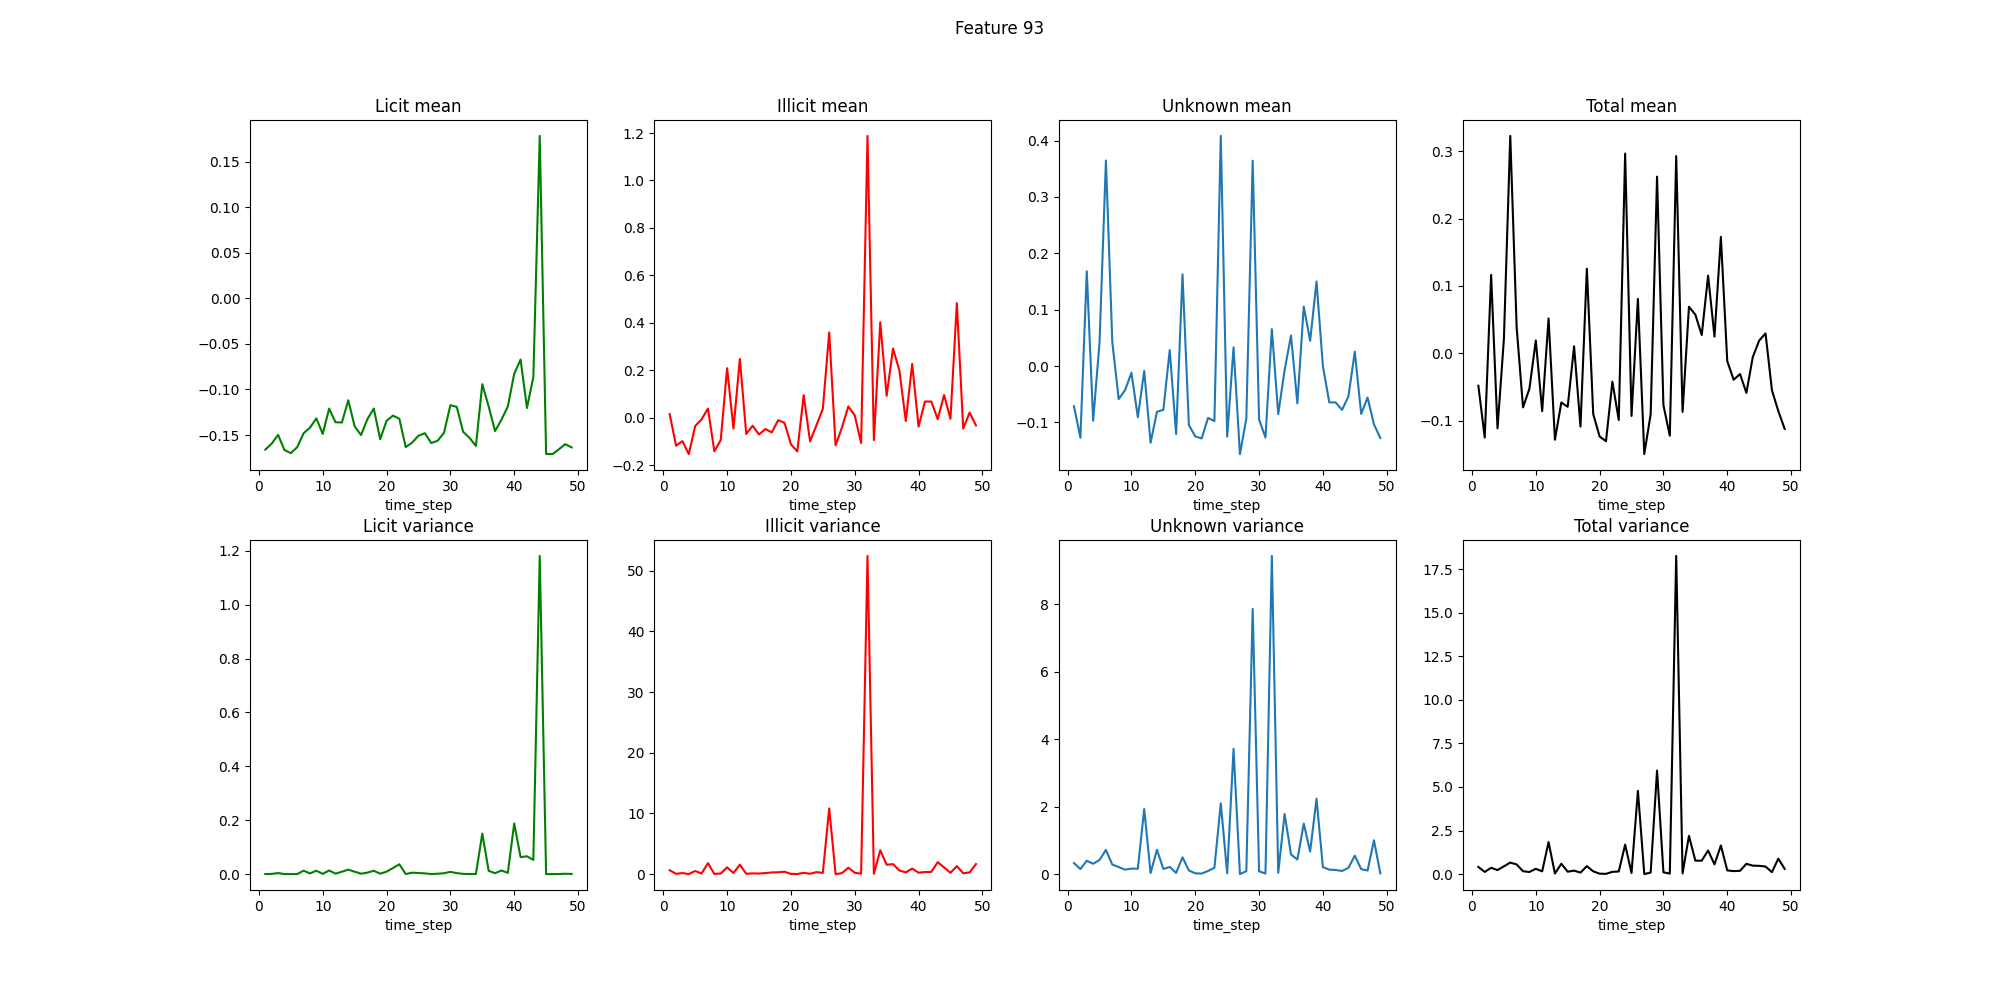 Feature 93
Licit mean
Illicit mean
Unknown mean
Total mean
0.15
0.10
0.05
0.00
−0.05
−0.10
−0.15
0 10 20 30 40 50
time_step
1.2
1.0
0.8
0.6
0.4
0.2
0.0
−0.2
0 10 20 30 40 50
time_step
0.4
0.3
0.2
0.1
0.0
−0.1
0 10 20 30 40 50
time_step
0.3
0.2
0.1
0.0
−0.1
0 10 20 30 40 50
time_step
Licit variance
Illicit variance
Unknown variance
Total variance
1.2
1.0
0.8
0.6
0.4
0.2
0.0
0 10 20 30 40 50
time_step
50
40
30
20
10
0
0 10 20 30 40 50
time_step
8
6
4
2
0
0 10 20 30 40 50
time_step
17.5
15.0
12.5
10.0
7.5
5.0
2.5
0.0
0 10 20 30 40 50
time_step